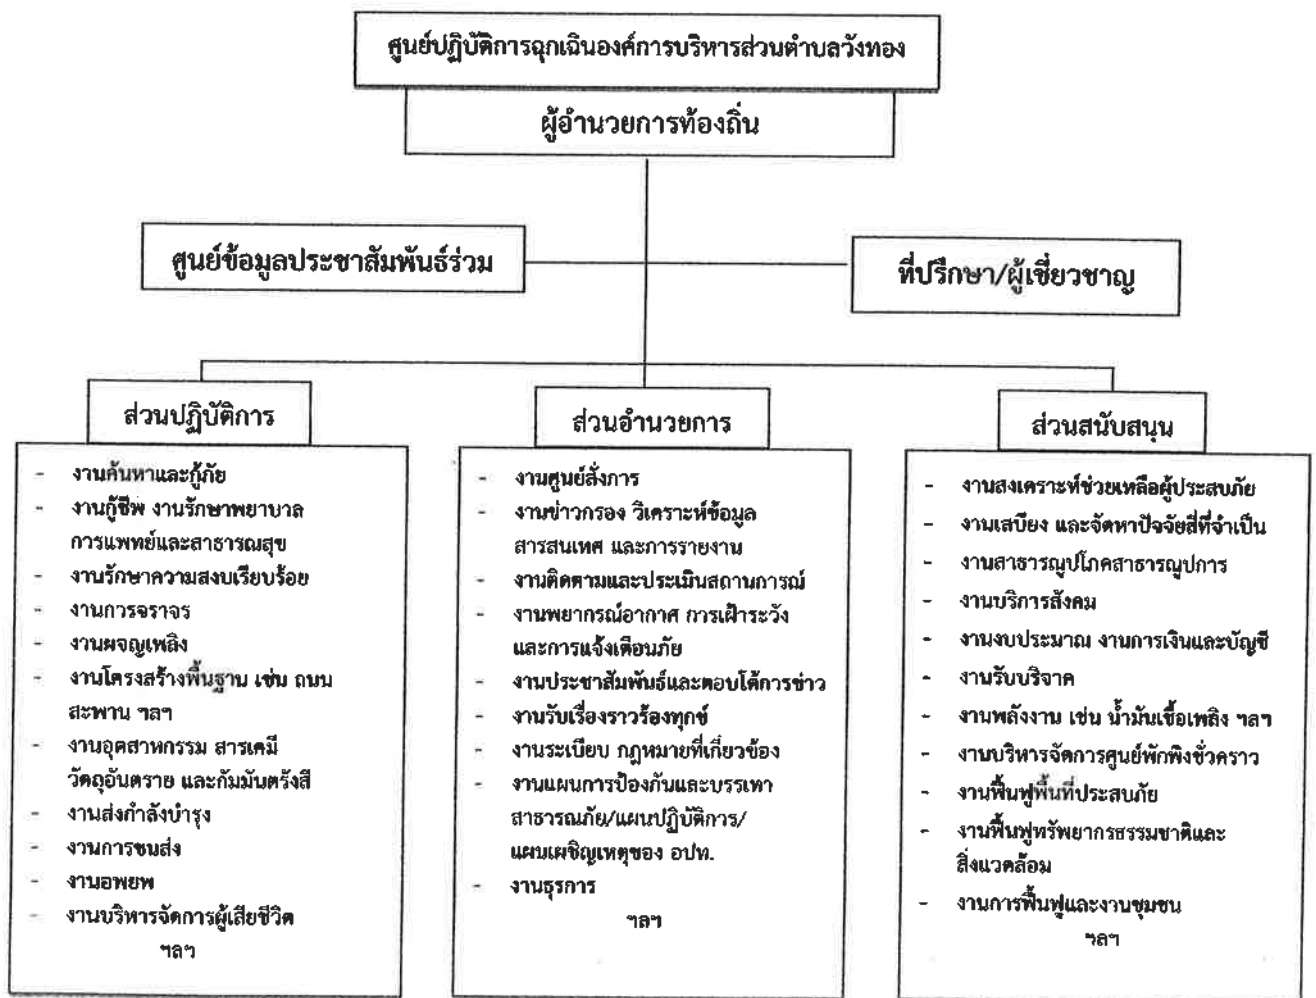 ศูนย์ปฏิบัติการฉุกเฉินองค์การบริหารส่วนตำบลวังทอง
ผู้อำนวยการท้องถิ่น
ศูนย์ข้อมูลประชาสัมพันธ์ร่วม
ที่ปรึกษา/ผู้เชี่ยวชาญ
ส่วนปฏิบัติการ
- งานค้นหาและกู้ภัย
- งานกู้ชีพ งานรักษาพยาบาล
การแพทย์และสาธารณสุข
- งานรักษาความสงบเรียบร้อย
- งานการจราจร
- งานผจญเพลิง
- งานโครงสร้างพื้นฐาน เช่น ถนน
สะพาน ฯลฯ
- งานอุตสาหกรรม สารเคมี
วัตถุอันตราย และกัมมันตรังสี
- งานส่งกำลังบำรุง
- งานการขนส่ง
- งานอพยพ
- งานบริหารจัดการผู้เสียชีวิต
ฯลฯ
ส่วนอำนวยการ
- งานศูนย์สั่งการ
- งานข่าวกรอง วิเคราะห์ข้อมูล
สารสนเทศ และการรายงาน
- งานติดตามและประเมินสถานการณ์
- งานพยากรณ์อากาศ การเฝ้าระวัง
และการแจ้งเตือนภัย
- งานประชาสัมพันธ์และตอบโต้การข่าว
- งานรับเรื่องราวร้องทุกข์
- งานระเบียบ กฎหมายที่เกี่ยวข้อง
- งานแผนการป้องกันและบรรเทา
สาธารณภัย/แผนปฏิบัติการ/
แผนเผชิญเหตุของ อปท.
- งานธุรการ
ฯลฯ
ส่วนสนับสนุน
- งานสงเคราะห์ช่วยเหลือผู้ประสบภัย
- งานเสบียง และจัดหาปัจจัยสี่ที่จำเป็น
- งานสาธารณูปโภคสาธารณูปการ
- งานบริการสังคม
- งานงบประมาณ งานการเงินและบัญชี
- งานรับบริจาค
- งานพลังงาน เช่น น้ำมันเชื้อเพลิง ฯลฯ
- งานบริหารจัดการศูนย์พักพิงชั่วคราว
- งานฟื้นฟูพื้นที่ประสบภัย
- งานฟื้นฟูทรัพยากรธรรมชาติและ
สิ่งแวดล้อม
- งานการฟื้นฟูและงานชุมชน
ฯลฯ